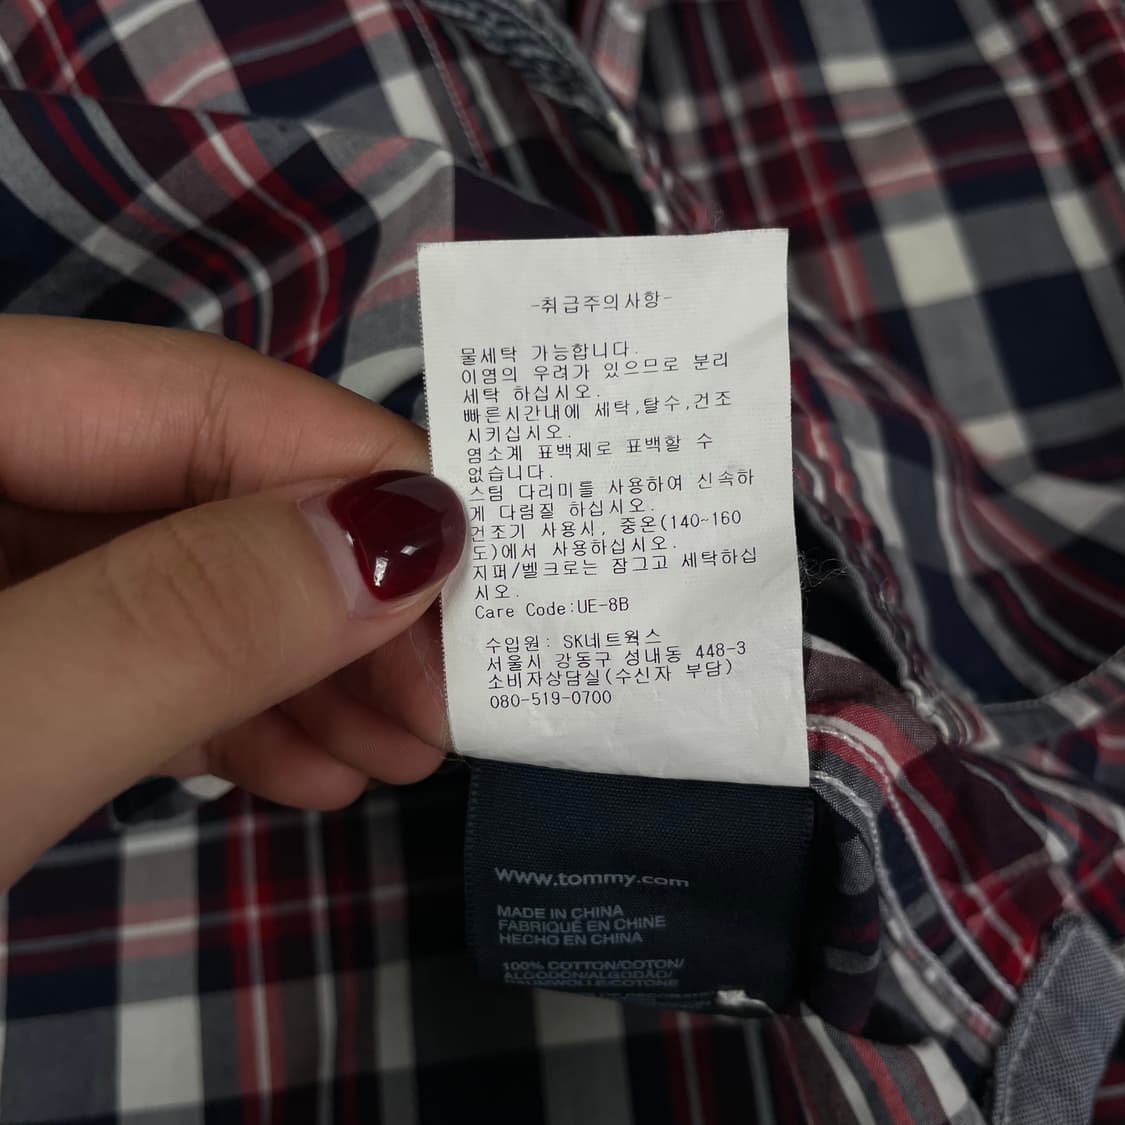 -취급주의사항-
물세탁 가능합니다.
이염의 우려가 있으므로 분리
세탁 하십시오.
빠른시간내에 세탁,탈수,건조
시키십시오.
염소계 표백제로 표백할 수
없습니다.
스팀 다리미를 사용하여 신속하
게 다림질 하십시오.
건조기 사용시, 중온(140~160
도)에서 사용하십시오.
지퍼/벨크로는 잠그고 세탁하십
시오.
Care Code:UE-8B
수입원: SK네트웍스
서울시 강동구 성내동 448-3
소비자상담실(수신자 부담)
080-519-0700
www.tommy.com
MADE IN CHINA
FABRIQUÉ EN CHINE
HECHO EN CHINA
100% COTTON/COTON/
ALGODÓN/ALGODÃO/
BAUMWOLLE/COTONE